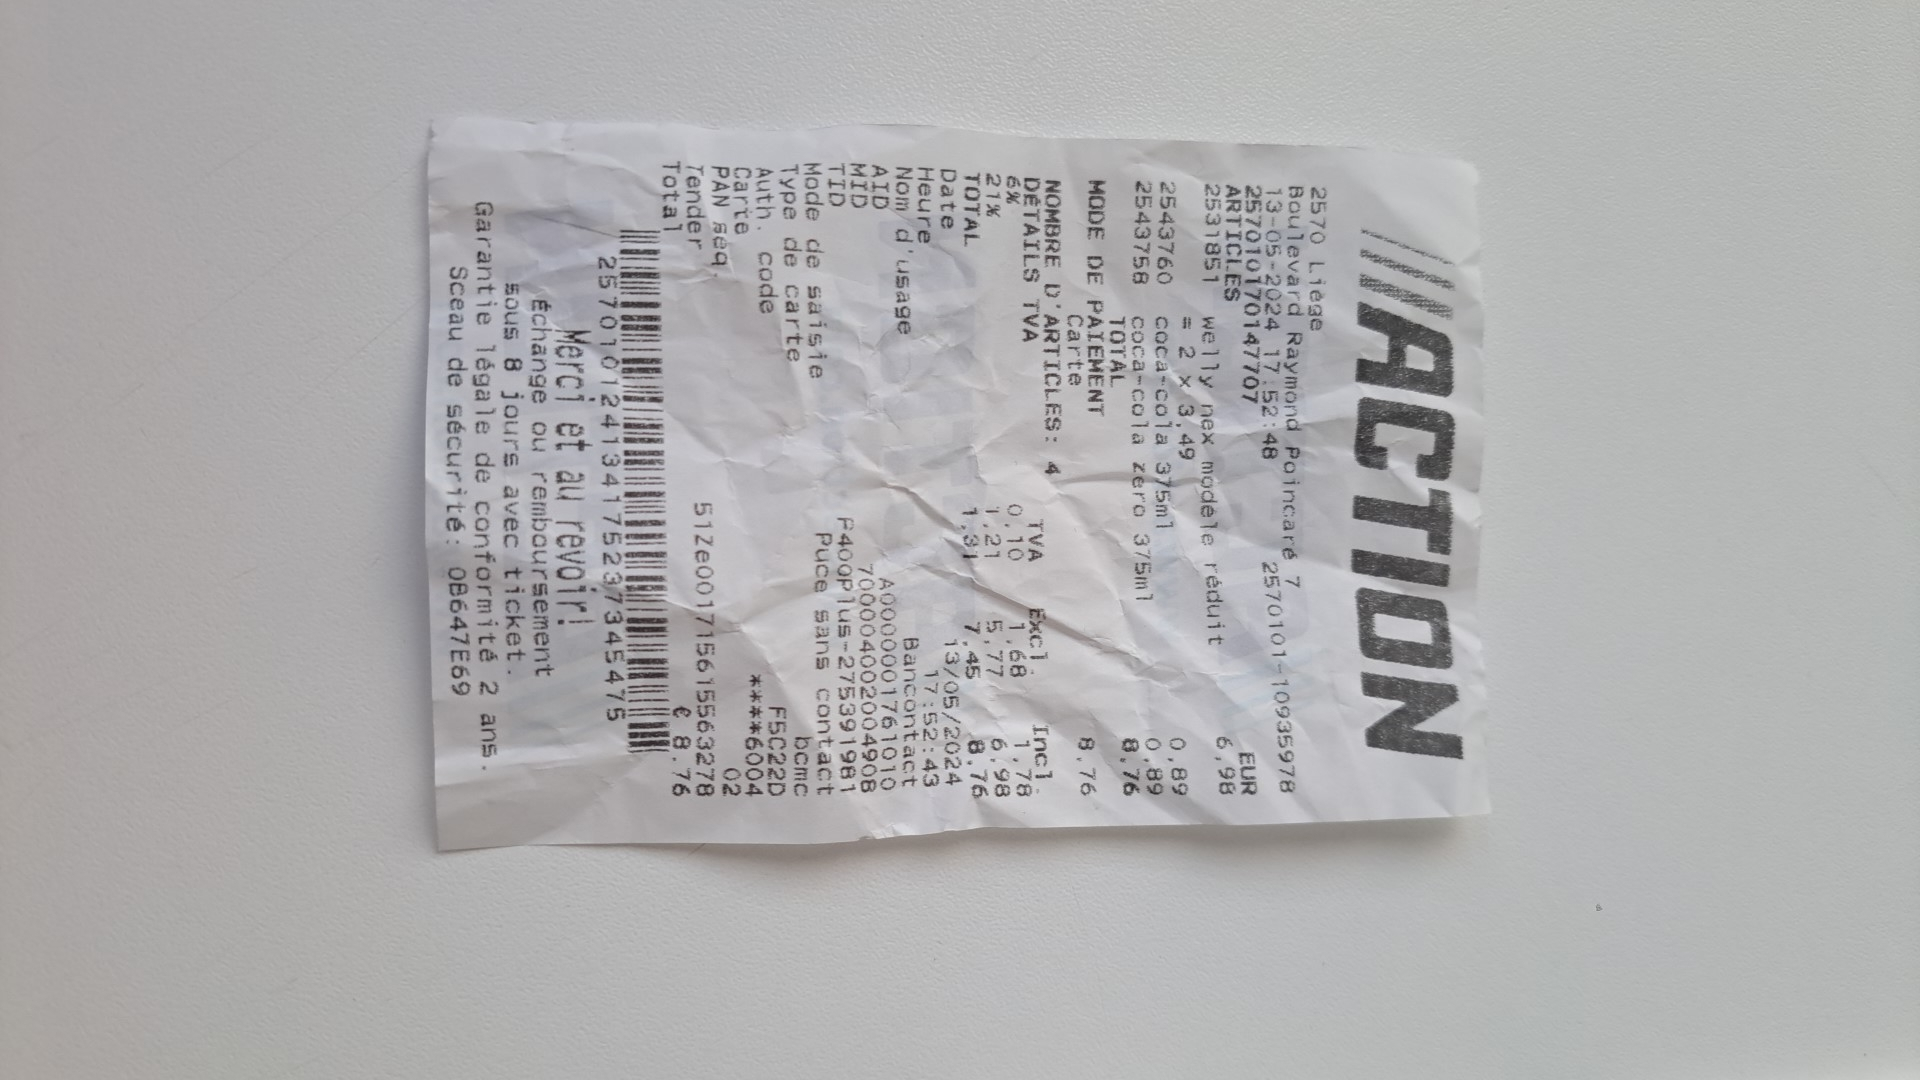 ACTION
2570 Liège
Boulevard Raymond Poincaré 7
13-05-2024 17:52:48 2570101-10935978
257010170147707
ARTICLES EUR
2531851 welly nex modèle réduit 6,98
= 2 x 3,49
2543760 coca-cola 375ml 0,89
2543758 coca-cola zero 375ml 0,89
TOTAL 8,76
MODE DE PAIEMENT
Carte 8,76
NOMBRE D'ARTICLES: 4
DÉTAILS TVA TVA Excl. Incl.
6% 0,10 1,68 1,78
21% 1,21 5,77 6,98
TOTAL 1,31 7,45 8,76
Date 13/05/2024
Heure 17:52:43
Nom d'usage Bancontact
AID A00000001761010
MID 700004002004908
TID P400Plus-275391981
Mode de saisie Puce sans contact
Type de carte bcmc
Auth. code F5C22D
Carte ****6004
PAN seq. 02
Tender 51Ze001715615563278
Total € 8.76
257010124134175237345475
Merci et au revoir!
Échange ou remboursement
sous 8 jours avec ticket.
Garantie légale de conformité 2 ans.
Sceau de sécurité: 0B647E69